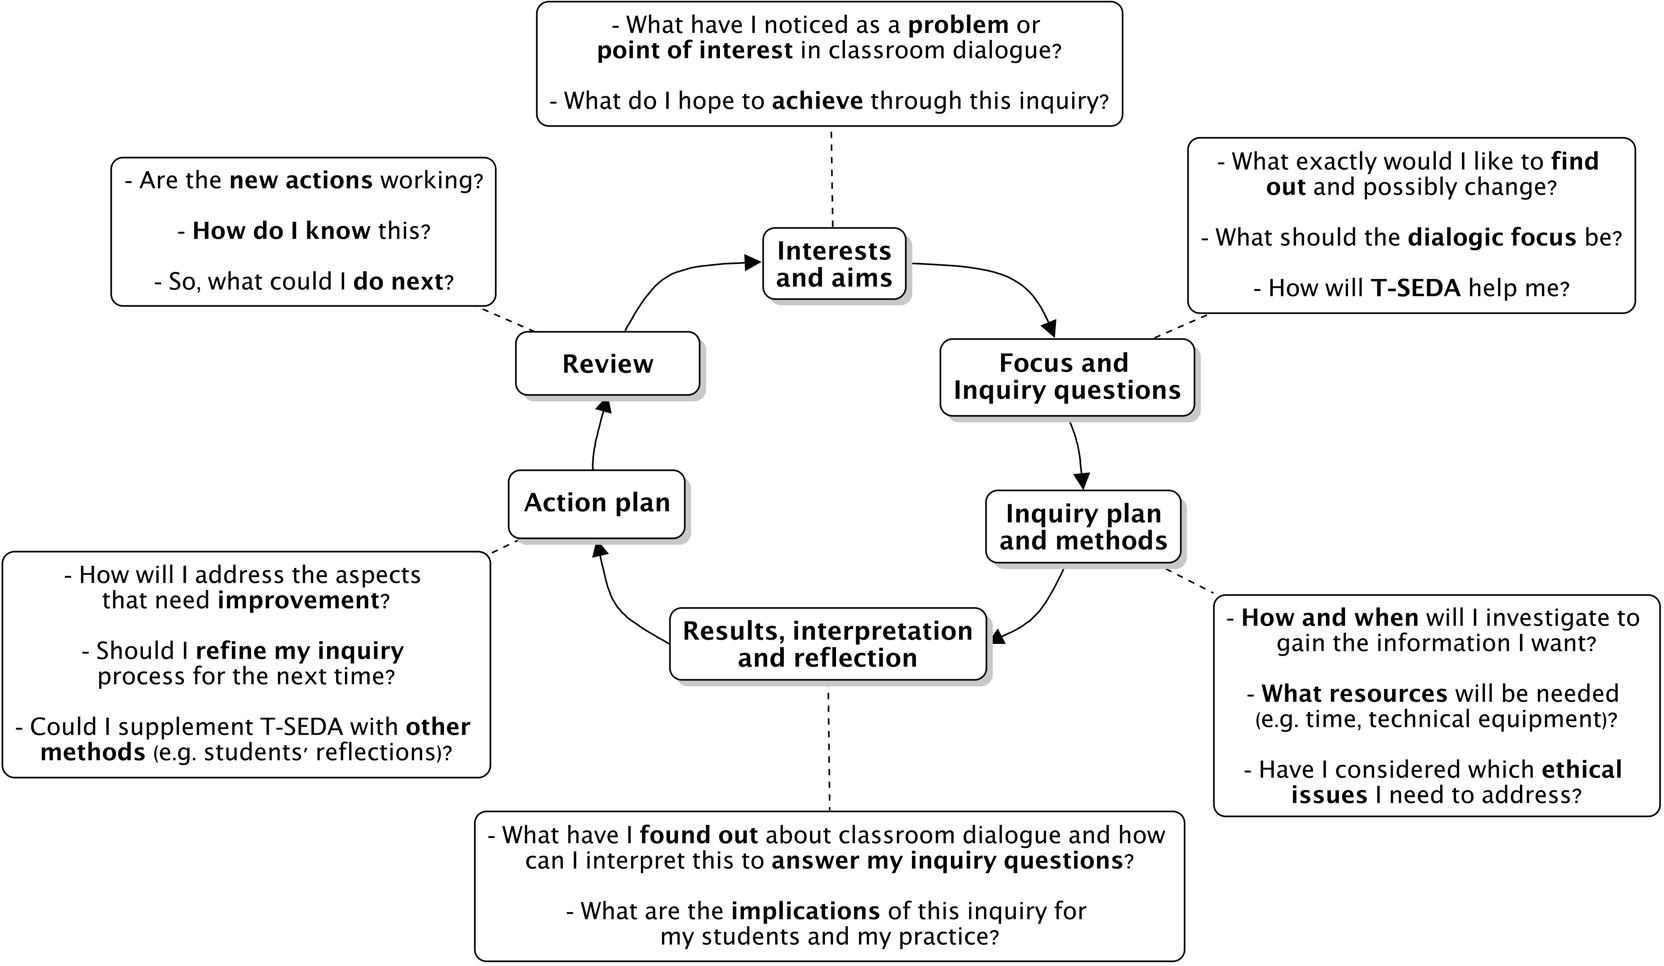 - What have I noticed as a problem or
point of interest in classroom dialogue?
- What do I hope to achieve through this inquiry?
- Are the new actions working?
- How do I know this?
- So, what could I do next?
- What exactly would I like to find
out and possibly change?
- What should the dialogic focus be?
- How will T-SEDA help me?
Interests
and aims
Review
Focus and
Inquiry questions
Action plan
Inquiry plan
and methods
Results, interpretation
and reflection
- How will I address the aspects
that need improvement?
- Should I refine my inquiry
process for the next time?
- Could I supplement T-SEDA with other
methods (e.g. students' reflections)?
- How and when will I investigate to
gain the information I want?
- What resources will be needed
(e.g. time, technical equipment)?
- Have I considered which ethical
issues I need to address?
- What have I found out about classroom dialogue and how
can I interpret this to answer my inquiry questions?
- What are the implications of this inquiry for
my students and my practice?